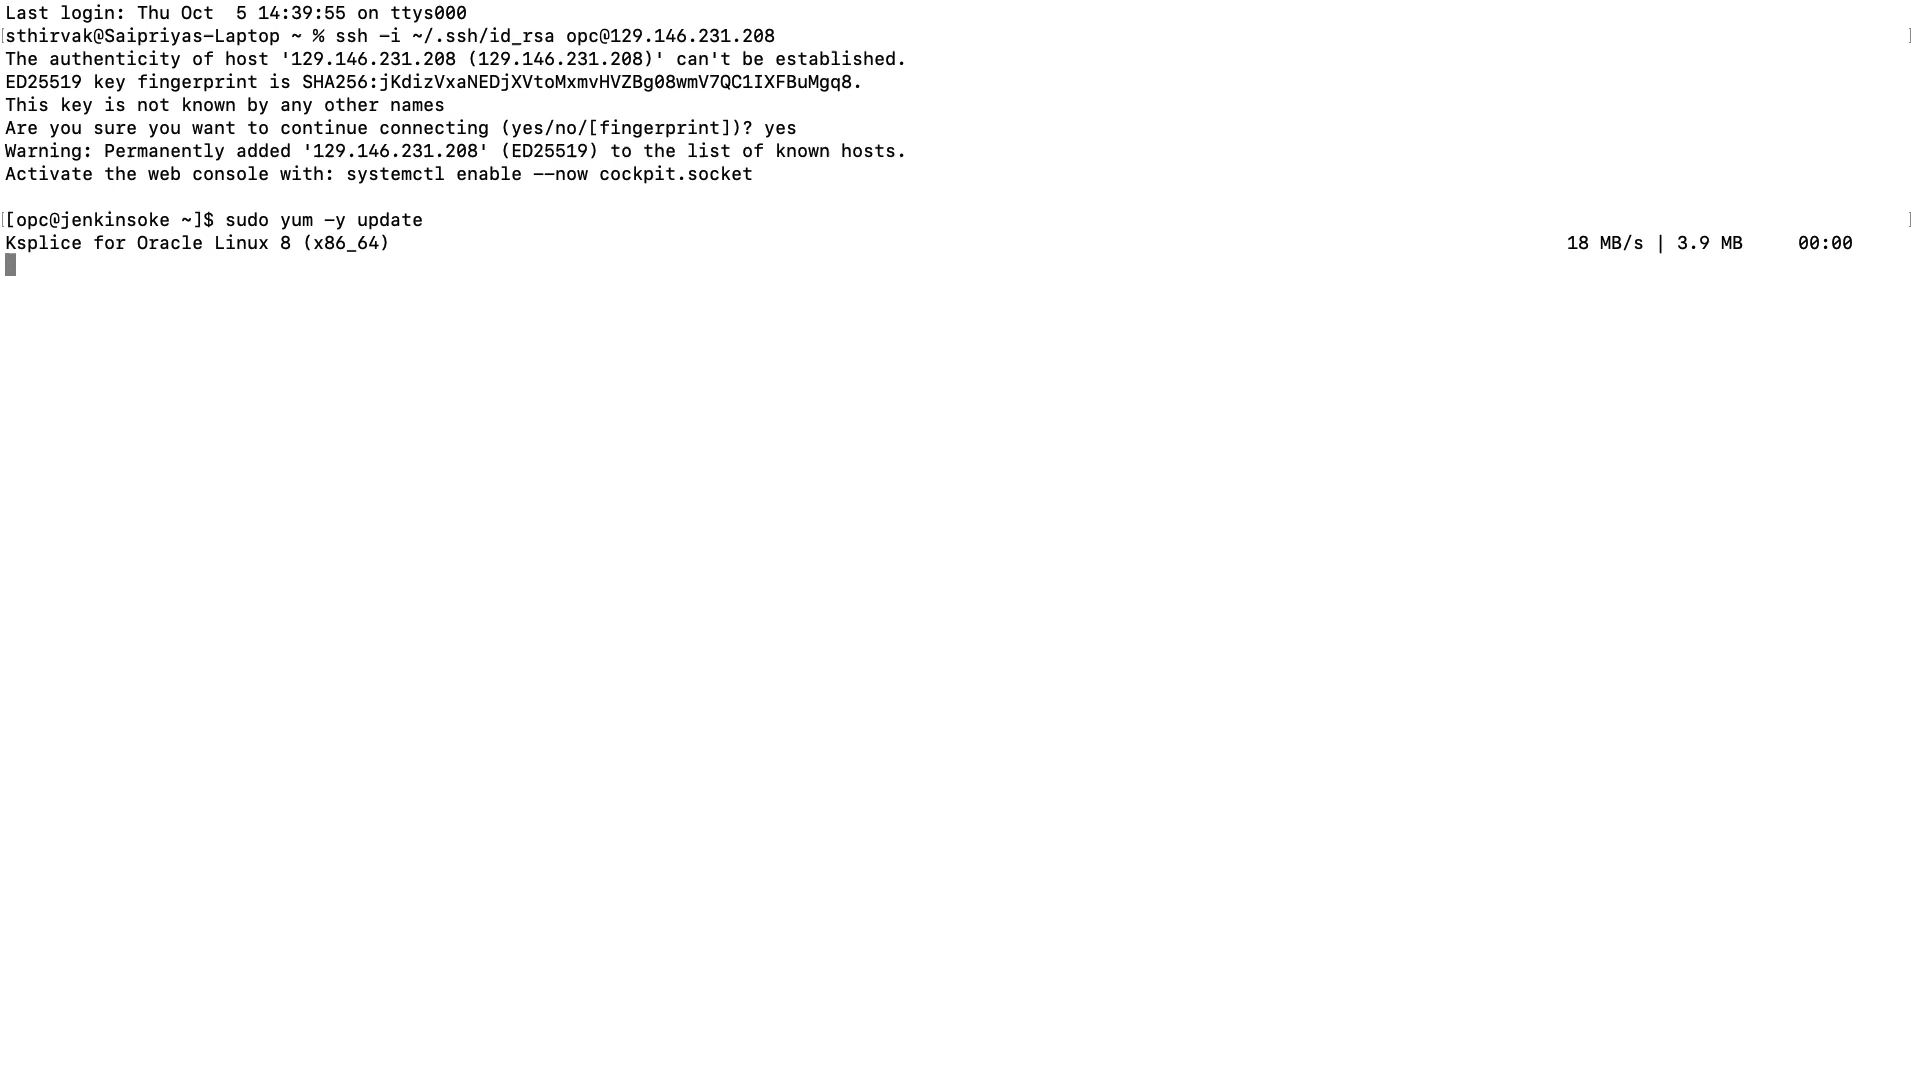 Last login: Thu Oct  5 14:39:55 on ttys000
[sthirvak@Saipriyas-Laptop ~ % ssh -i ~/.ssh/id_rsa opc@129.146.231.208 ]
The authenticity of host '129.146.231.208 (129.146.231.208)' can't be established.
ED25519 key fingerprint is SHA256:jKdizVxaNEDjXVtoMxmvHVZBg08wmV7QC1IXFBuMgq8.
This key is not known by any other names
Are you sure you want to continue connecting (yes/no/[fingerprint])? yes
Warning: Permanently added '129.146.231.208' (ED25519) to the list of known hosts.
Activate the web console with: systemctl enable --now cockpit.socket
[[opc@jenkinsoke ~]$ sudo yum -y update ]
Ksplice for Oracle Linux 8 (x86_64) 18 MB/s | 3.9 MB 00:00